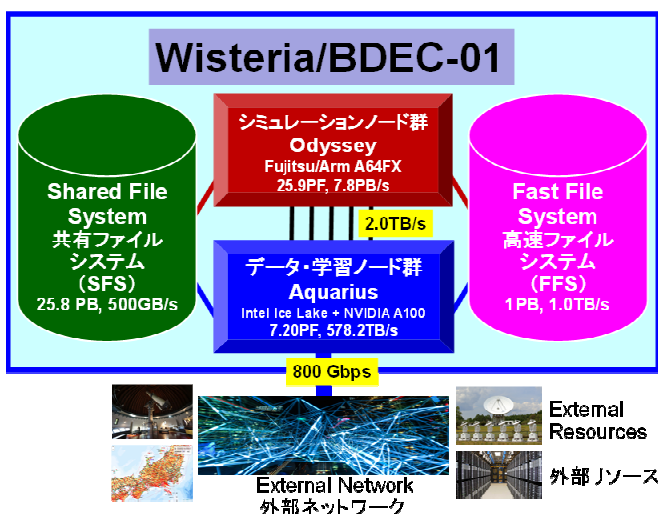 Wisteria/BDEC-01
Shared File
System
共有ファイル
システム
（SFS）
25.8 PB, 500GB/s
シミュレーションノード群
Odyssey
Fujitsu/Arm A64FX
25.9PF, 7.8PB/s
2.0TB/s
データ・学習ノード群
Aquarius
Intel Ice Lake + NVIDIA A100
7.20PF, 578.2TB/s
Fast File
System
高速ファイル
システム
（FFS）
1PB, 1.0TB/s
800 Gbps
External Network
外部ネットワーク
External
Resources
外部リソース